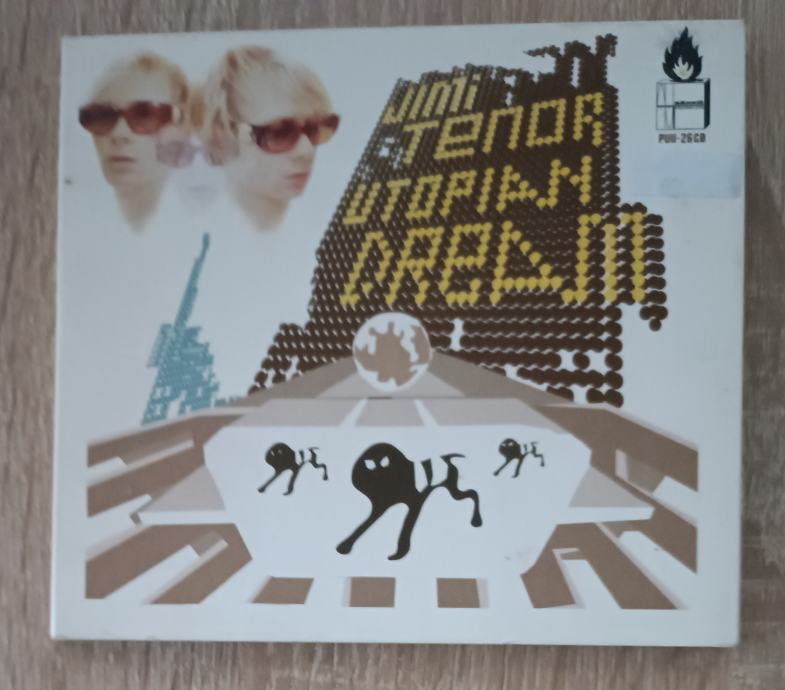 JIMI
TENOR
UTOPIAN
DREAM
PUU-26CD